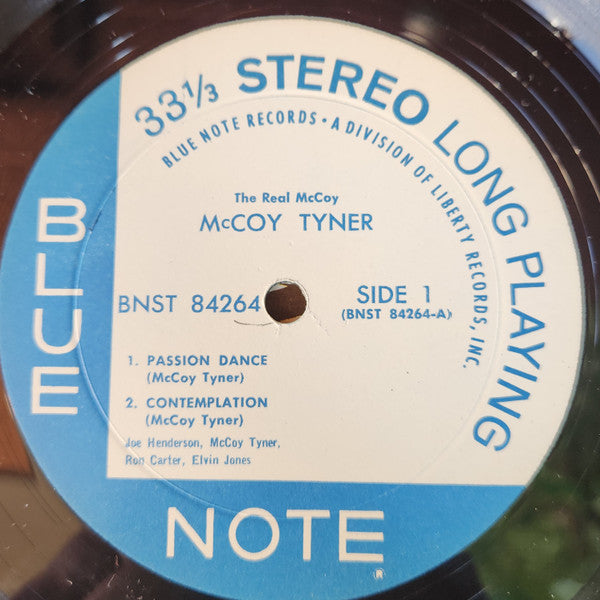 33⅓ STEREO LONG PLAYING
BLUE NOTE RECORDS • A DIVISION OF LIBERTY RECORDS, INC.
The Real McCoy
McCOY TYNER
BNST 84264
SIDE 1
(BNST 84264-A)
1. PASSION DANCE
(McCoy Tyner)
2. CONTEMPLATION
(McCoy Tyner)
Joe Henderson, McCoy Tyner,
Ron Carter, Elvin Jones
BLUE
NOTE
®